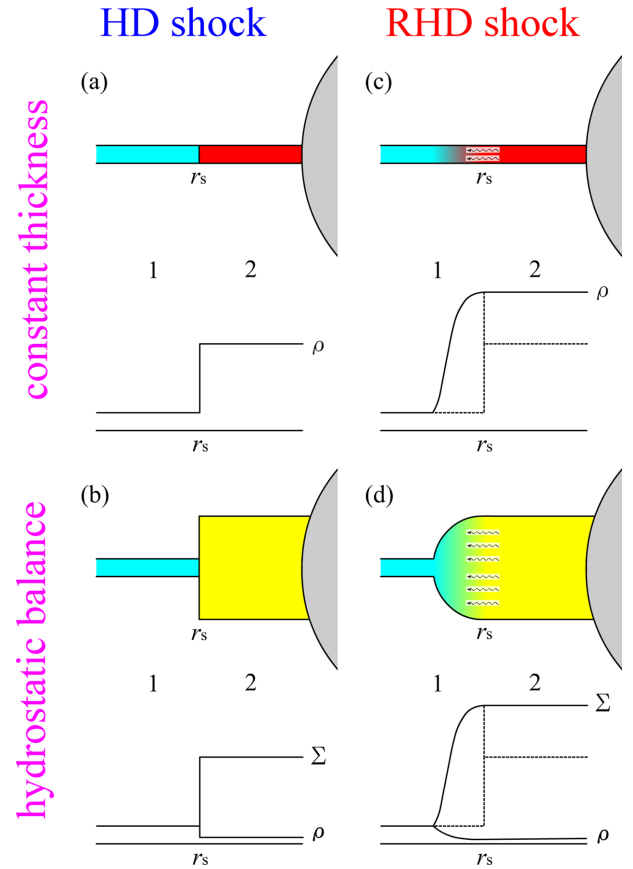 HD shock
RHD shock
constant thickness
(a)
rs
1
2
ρ
rs
(c)
rs
1
2
ρ
rs
hydrostatic balance
(b)
rs
1
2
Σ
ρ
rs
(d)
rs
1
2
Σ
ρ
rs